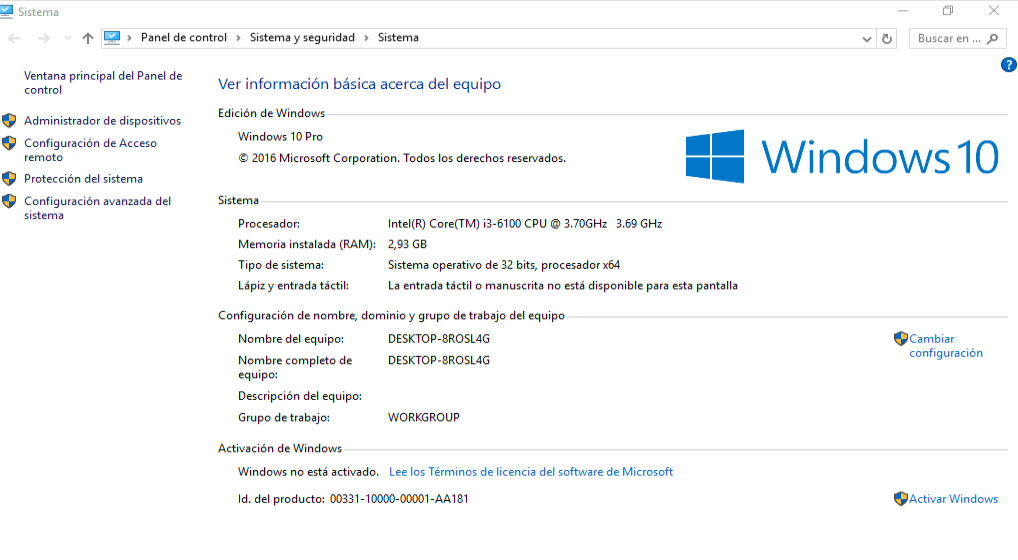 Sistema
Panel de control > Sistema y seguridad > Sistema
Buscar en ...
Ventana principal del Panel de
control
Administrador de dispositivos
Configuración de Acceso
remoto
Protección del sistema
Configuración avanzada del
sistema
?
Ver información básica acerca del equipo
Edición de Windows
Windows 10 Pro
© 2016 Microsoft Corporation. Todos los derechos reservados.
Windows 10
Sistema
Procesador: Intel(R) Core(TM) i3-6100 CPU @ 3.70GHz 3.69 GHz
Memoria instalada (RAM): 2,93 GB
Tipo de sistema: Sistema operativo de 32 bits, procesador x64
Lápiz y entrada táctil: La entrada táctil o manuscrita no está disponible para esta pantalla
Configuración de nombre, dominio y grupo de trabajo del equipo
Nombre del equipo: DESKTOP-8ROSL4G
Cambiar
configuración
Nombre completo de
equipo: DESKTOP-8ROSL4G
Descripción del equipo:
Grupo de trabajo: WORKGROUP
Activación de Windows
Windows no está activado. Lee los Términos de licencia del software de Microsoft
Id. del producto: 00331-10000-00001-AA181
Activar Windows